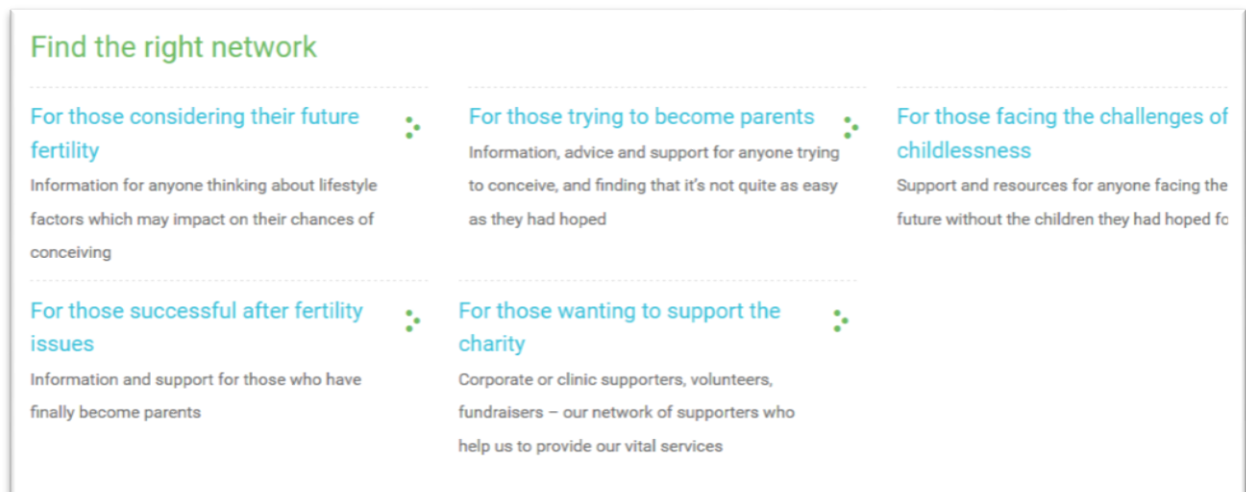 Find the right network
For those considering their future
fertility
Information for anyone thinking about lifestyle
factors which may impact on their chances of
conceiving
For those trying to become parents
Information, advice and support for anyone trying
to conceive, and finding that it's not quite as easy
as they had hoped
For those facing the challenges of
childlessness
Support and resources for anyone facing the
future without the children they had hoped
For those successful after fertility
issues
Information and support for those who have
finally become parents
For those wanting to support the
charity
Corporate or clinic supporters, volunteers,
fundraisers – our network of supporters who
help us to provide our vital services